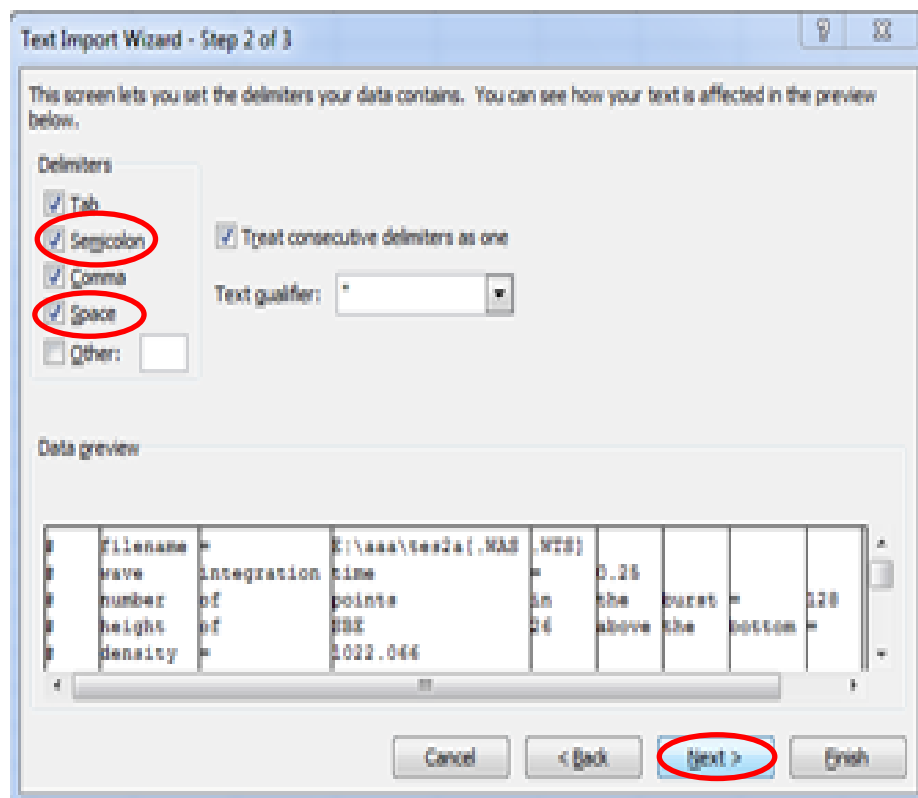 Text Import Wizard - Step 2 of 3
This screen lets you set the delimiters your data contains. You can see how your text is affected in the preview
below.
Delimiters
Tab
Semicolon
Treat consecutive delimiters as one
Comma
Text qualifier: "
Space
Other:
Data preview
# filename =
# wave integration time = 0.25
# number of points in the burst = 128
# height of SBE 26 above the bottom =
# density = 1022.066
Cancel < Back Next > Finish